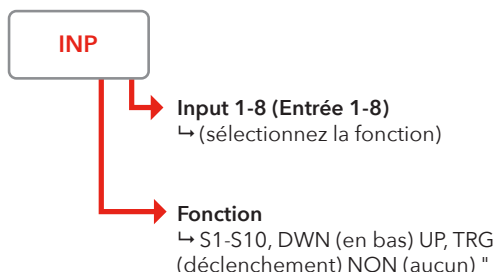 INP
Input 1-8 (Entrée 1-8)
↳ (sélectionnez la fonction)
Fonction
↳ S1-S10, DWN (en bas) UP, TRG
(déclenchement) NON (aucun) "